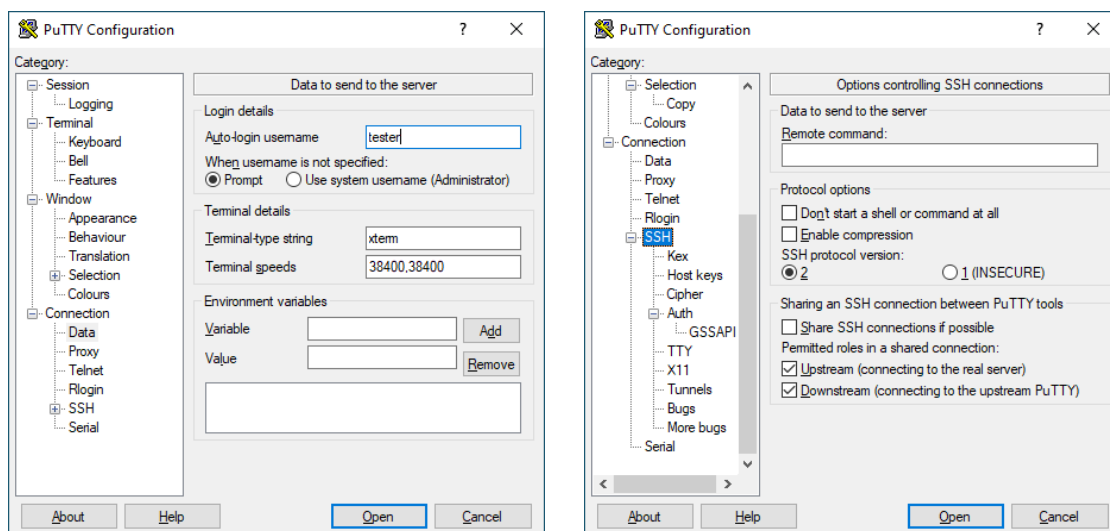 PuTTY Configuration
Category:
Session
Logging
Terminal
Keyboard
Bell
Features
Window
Appearance
Behaviour
Translation
Selection
Colours
Connection
Data
Proxy
Telnet
Rlogin
SSH
Serial
Data to send to the server
Login details
Auto-login username tester
When username is not specified:
Prompt Use system username (Administrator)
Terminal details
Terminal-type string xterm
Terminal speeds 38400,38400
Environment variables
Variable Add
Value Remove
About Help Open Cancel
PuTTY Configuration
Category:
Selection
Copy
Colours
Connection
Data
Proxy
Telnet
Rlogin
SSH
Kex
Host keys
Cipher
Auth
GSSAPI
TTY
X11
Tunnels
Bugs
More bugs
Serial
Options controlling SSH connections
Data to send to the server
Remote command:
Protocol options
Don't start a shell or command at all
Enable compression
SSH protocol version:
2 1 (INSECURE)
Sharing an SSH connection between PuTTY tools
Share SSH connections if possible
Permitted roles in a shared connection:
Upstream (connecting to the real server)
Downstream (connecting to the upstream PuTTY)
About Help Open Cancel